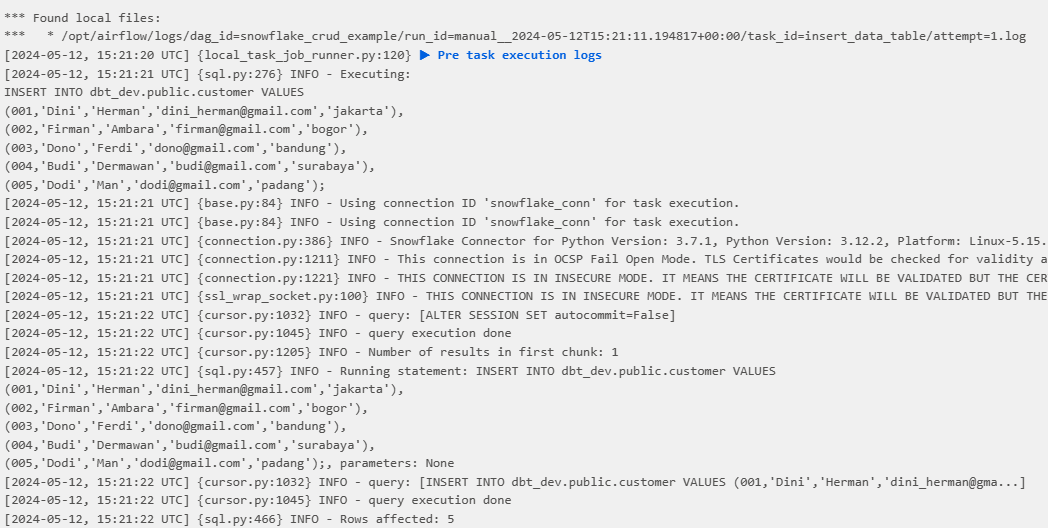 *** Found local files:
***   * /opt/airflow/logs/dag_id=snowflake_crud_example/run_id=manual__2024-05-12T15:21:11.194817+00:00/task_id=insert_data_table/attempt=1.log
[2024-05-12, 15:21:20 UTC] {local_task_job_runner.py:120} ▶ Pre task execution logs
[2024-05-12, 15:21:21 UTC] {sql.py:276} INFO - Executing:
INSERT INTO dbt_dev.public.customer VALUES
(001,'Dini','Herman','dini_herman@gmail.com','jakarta'),
(002,'Firman','Ambara','firman@gmail.com','bogor'),
(003,'Dono','Ferdi','dono@gmail.com','bandung'),
(004,'Budi','Dermawan','budi@gmail.com','surabaya'),
(005,'Dodi','Man','dodi@gmail.com','padang');
[2024-05-12, 15:21:21 UTC] {base.py:84} INFO - Using connection ID 'snowflake_conn' for task execution.
[2024-05-12, 15:21:21 UTC] {base.py:84} INFO - Using connection ID 'snowflake_conn' for task execution.
[2024-05-12, 15:21:21 UTC] {connection.py:386} INFO - Snowflake Connector for Python Version: 3.7.1, Python Version: 3.12.2, Platform: Linux-5.15.
[2024-05-12, 15:21:21 UTC] {connection.py:1211} INFO - This connection is in OCSP Fail Open Mode. TLS Certificates would be checked for validity a
[2024-05-12, 15:21:21 UTC] {connection.py:1221} INFO - THIS CONNECTION IS IN INSECURE MODE. IT MEANS THE CERTIFICATE WILL BE VALIDATED BUT THE CER
[2024-05-12, 15:21:21 UTC] {ssl_wrap_socket.py:100} INFO - THIS CONNECTION IS IN INSECURE MODE. IT MEANS THE CERTIFICATE WILL BE VALIDATED BUT THE
[2024-05-12, 15:21:22 UTC] {cursor.py:1032} INFO - query: [ALTER SESSION SET autocommit=False]
[2024-05-12, 15:21:22 UTC] {cursor.py:1045} INFO - query execution done
[2024-05-12, 15:21:22 UTC] {cursor.py:1205} INFO - Number of results in first chunk: 1
[2024-05-12, 15:21:22 UTC] {sql.py:457} INFO - Running statement: INSERT INTO dbt_dev.public.customer VALUES
(001,'Dini','Herman','dini_herman@gmail.com','jakarta'),
(002,'Firman','Ambara','firman@gmail.com','bogor'),
(003,'Dono','Ferdi','dono@gmail.com','bandung'),
(004,'Budi','Dermawan','budi@gmail.com','surabaya'),
(005,'Dodi','Man','dodi@gmail.com','padang');, parameters: None
[2024-05-12, 15:21:22 UTC] {cursor.py:1032} INFO - query: [INSERT INTO dbt_dev.public.customer VALUES (001,'Dini','Herman','dini_herman@gma...]
[2024-05-12, 15:21:22 UTC] {cursor.py:1045} INFO - query execution done
[2024-05-12, 15:21:22 UTC] {sql.py:466} INFO - Rows affected: 5